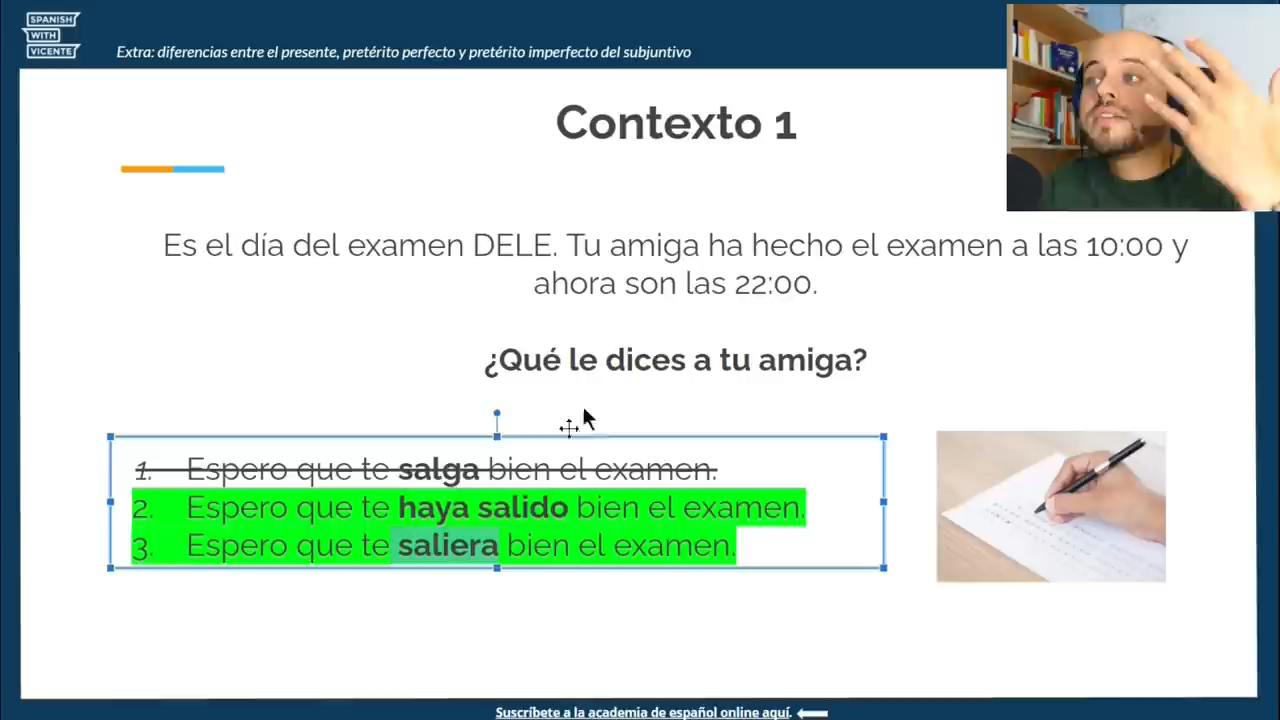 SPANISH
WITH
VICENTE
Extra: diferencias entre el presente, pretérito perfecto y pretérito imperfecto del subjuntivo
Contexto 1
Es el día del examen DELE. Tu amiga ha hecho el examen a las 10:00 y
ahora son las 22:00.
¿Qué le dices a tu amiga?
1. Espero que te salga bien el examen.
2. Espero que te haya salido bien el examen.
3. Espero que te saliera bien el examen.
Suscríbete a la academia de español online aquí.